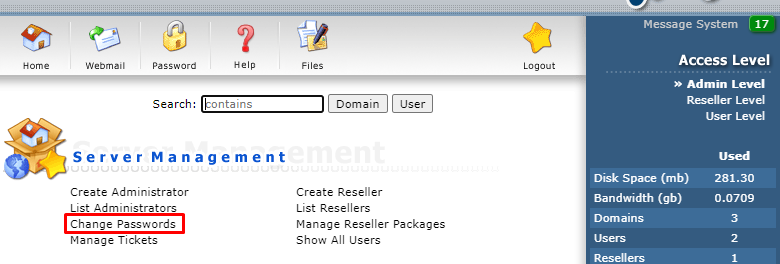 Message System 17
Home
Webmail
Password
Help
Files
Logout
Access Level
» Admin Level
Reseller Level
User Level
Search: contains Domain User
Server Management
Create Administrator
List Administrators
Change Passwords
Manage Tickets
Create Reseller
List Resellers
Manage Reseller Packages
Show All Users
Used
Disk Space (mb) 281.30
Bandwidth (gb) 0.0709
Domains 3
Users 2
Resellers 1